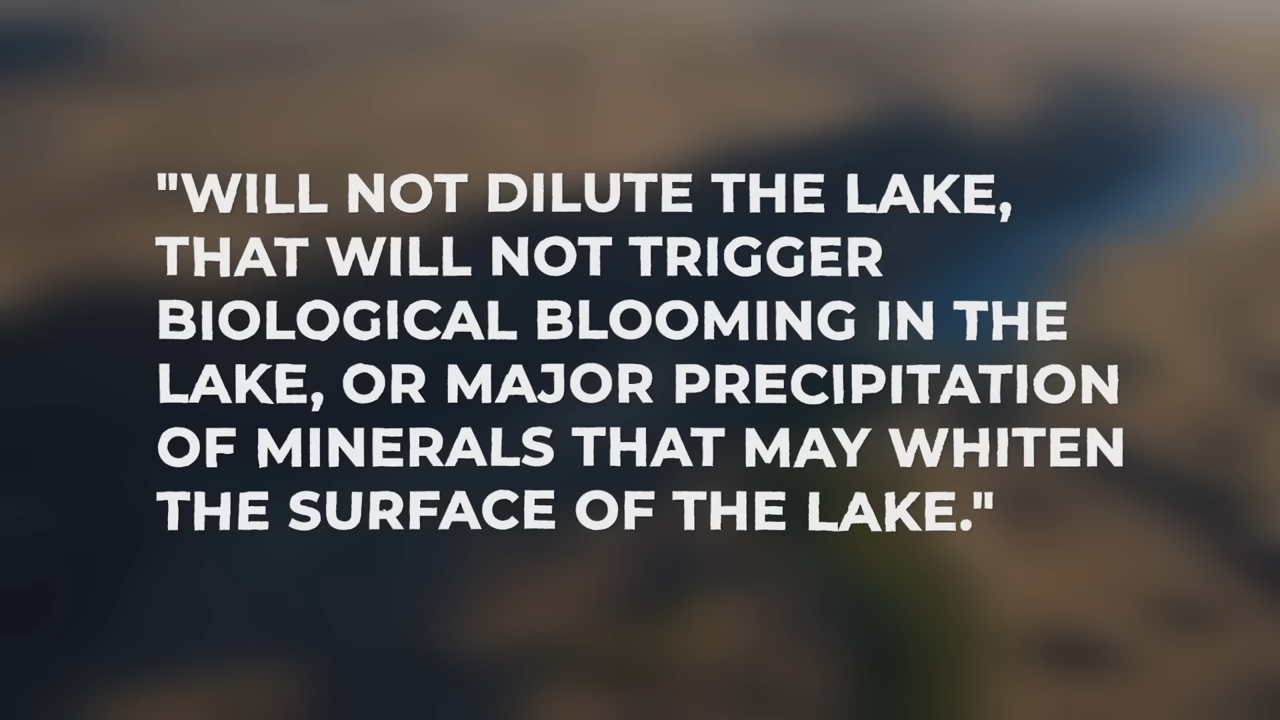 "WILL NOT DILUTE THE LAKE,
THAT WILL NOT TRIGGER
BIOLOGICAL BLOOMING IN THE
LAKE, OR MAJOR PRECIPITATION
OF MINERALS THAT MAY WHITEN
THE SURFACE OF THE LAKE."